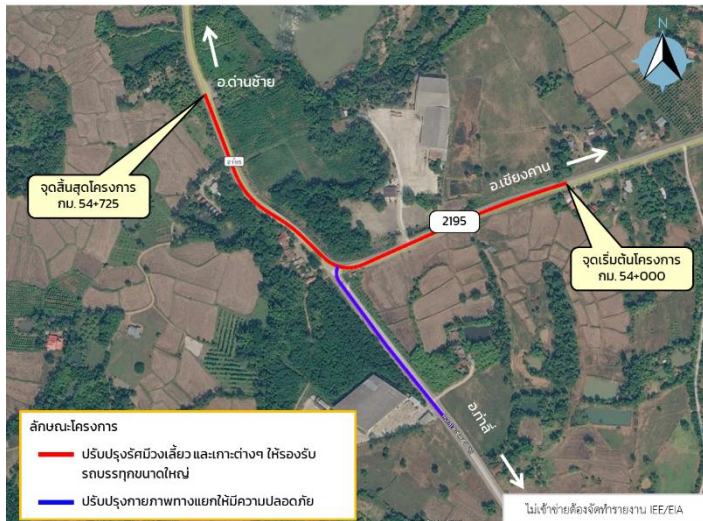 N
อ.ด่านซ้าย
2195
จุดสิ้นสุดโครงการ
กม. 54+725
อ.เชียงคาน
2195
จุดเริ่มต้นโครงการ
กม. 54+000
อ.ท่าลี่
ลักษณะโครงการ
ปรับปรุงรัศมีวงเลี้ยว และเกาะต่างๆ ให้รองรับ
รถบรรทุกขนาดใหญ่
ปรับปรุงกายภาพทางแยกให้มีความปลอดภัย
ไม่เข้าข่ายต้องจัดทำรายงาน IEE/EIA